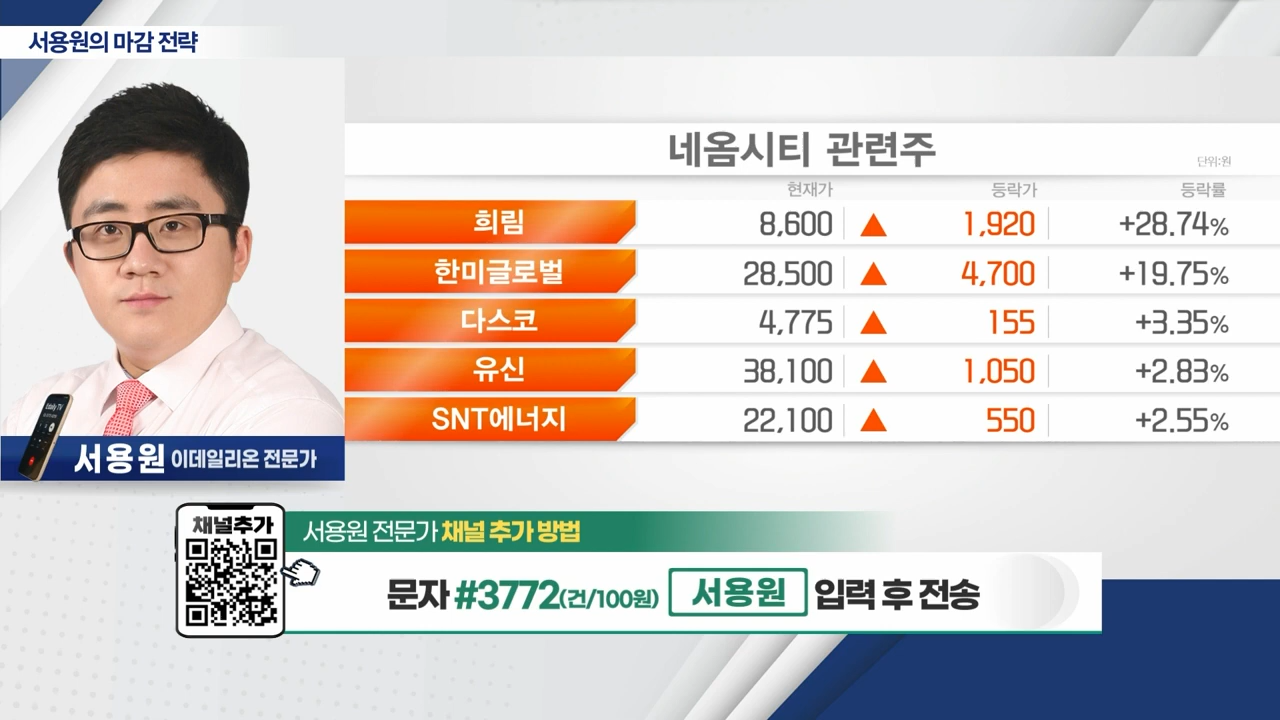 서용원의 마감 전략
네옴시티 관련주
단위:원
현재가 등락가 등락률
희림 8,600 ▲ 1,920 +28.74%
한미글로벌 28,500 ▲ 4,700 +19.75%
다스코 4,775 ▲ 155 +3.35%
유신 38,100 ▲ 1,050 +2.83%
SNT에너지 22,100 ▲ 550 +2.55%
서용원 이데일리온 전문가
채널추가
서용원 전문가 채널 추가 방법
문자 #3772(건/100원) 서용원 입력 후 전송